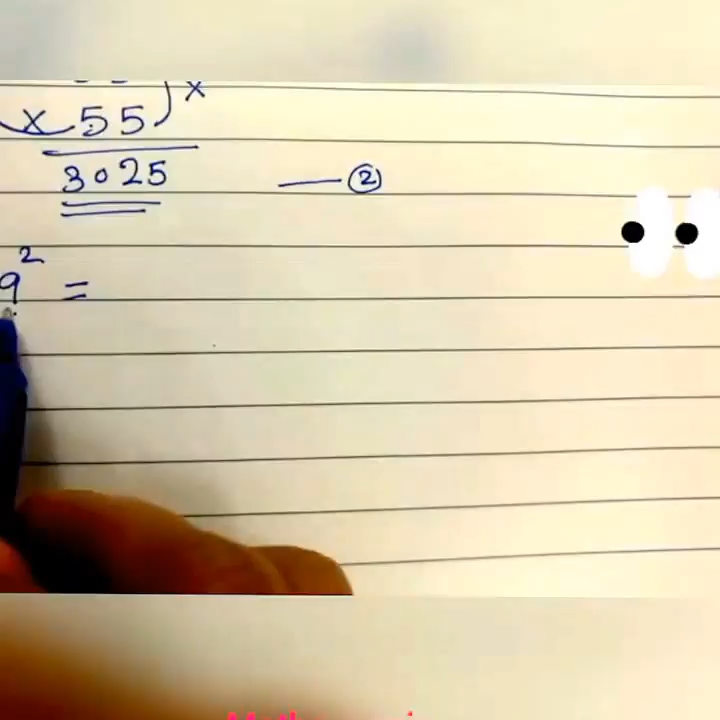 x
x 55
3025 — ②
9² =